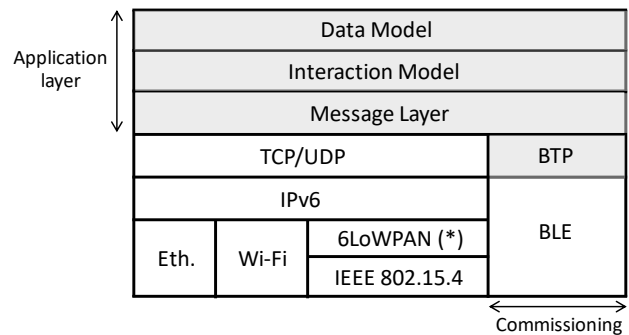 Data Model
Application
layer
Interaction Model
Message Layer
TCP/UDP
BTP
IPv6
Eth.
Wi-Fi
6LoWPAN (*)
BLE
IEEE 802.15.4
Commissioning